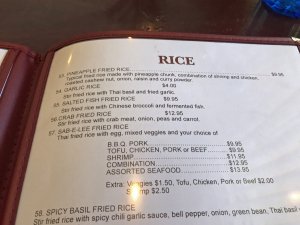 RICE
53. PINEAPPLE FRIED RICE $9.95
Typical fried rice made with pineapple chunk, combination of shrimp and chicken,
roasted cashew nut, onion, raisin and curry powder.
54. GARLIC RICE $4.00
Stir fried rice with Thai basil and fried garlic.
55. SALTED FISH FRIED RICE $9.95
Stir fried rice with Chinese broccoli and fermented fish.
56. CRAB FRIED RICE $12.95
Stir fried rice with crab meat, onion, peas and carrot.
57. SAB-E-LEE FRIED RICE
Thai fried rice with egg, mixed veggies and your choice of
B.B.Q. PORK $9.95
TOFU, CHICKEN, PORK or BEEF $9.95
SHRIMP $11.95
COMBINATION $12.95
ASSORTED SEAFOOD $13.95
Extra: Veggies $1.50, Tofu, Chicken, Pork or Beef $2.00
Shrimp $2.50
58. SPICY BASIL FRIED RICE
Stir fried rice with spicy chili garlic sauce, bell pepper, onion, green bean, Thai basil